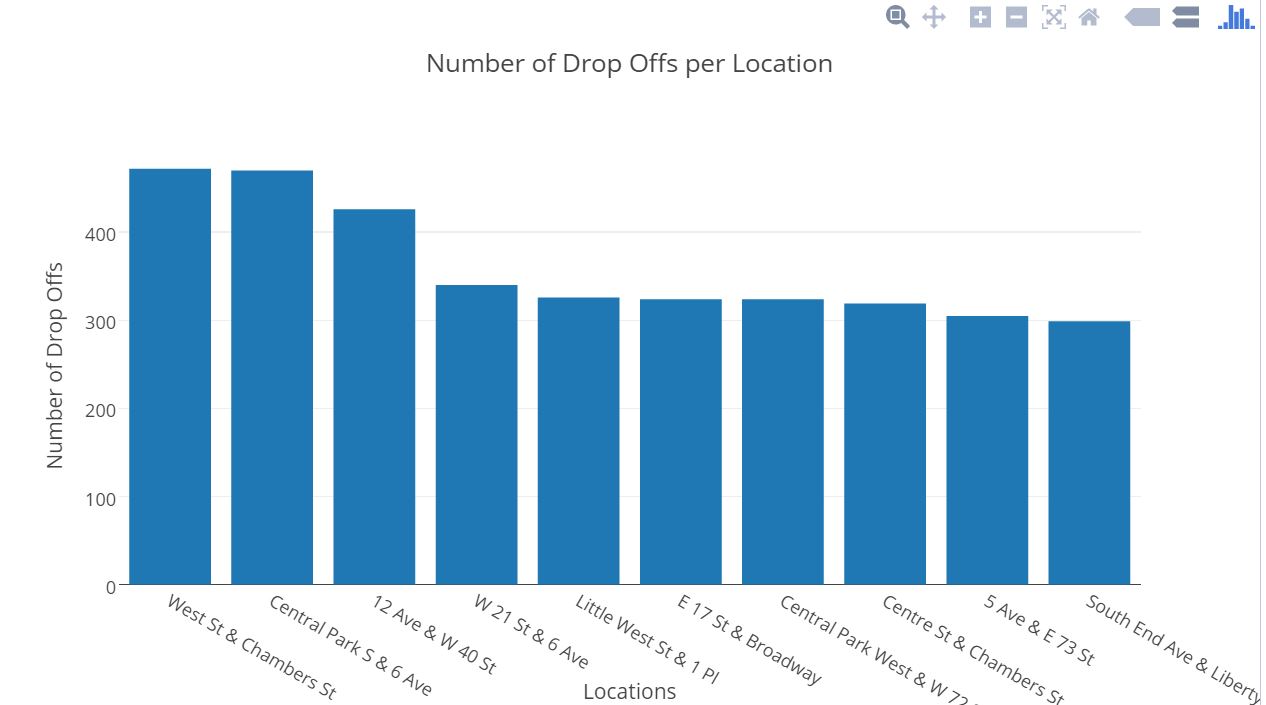 Number of Drop Offs per Location
Number of Drop Offs
400
300
200
100
0
West St & Chambers St
Central Park S & 6 Ave
12 Ave & W 40 St
W 21 St & 6 Ave
Little West St & 1 Pl
E 17 St & Broadway
Central Park West & W 72
Centre St & Chambers St
5 Ave & E 73 St
South End Ave & Liberty
Locations